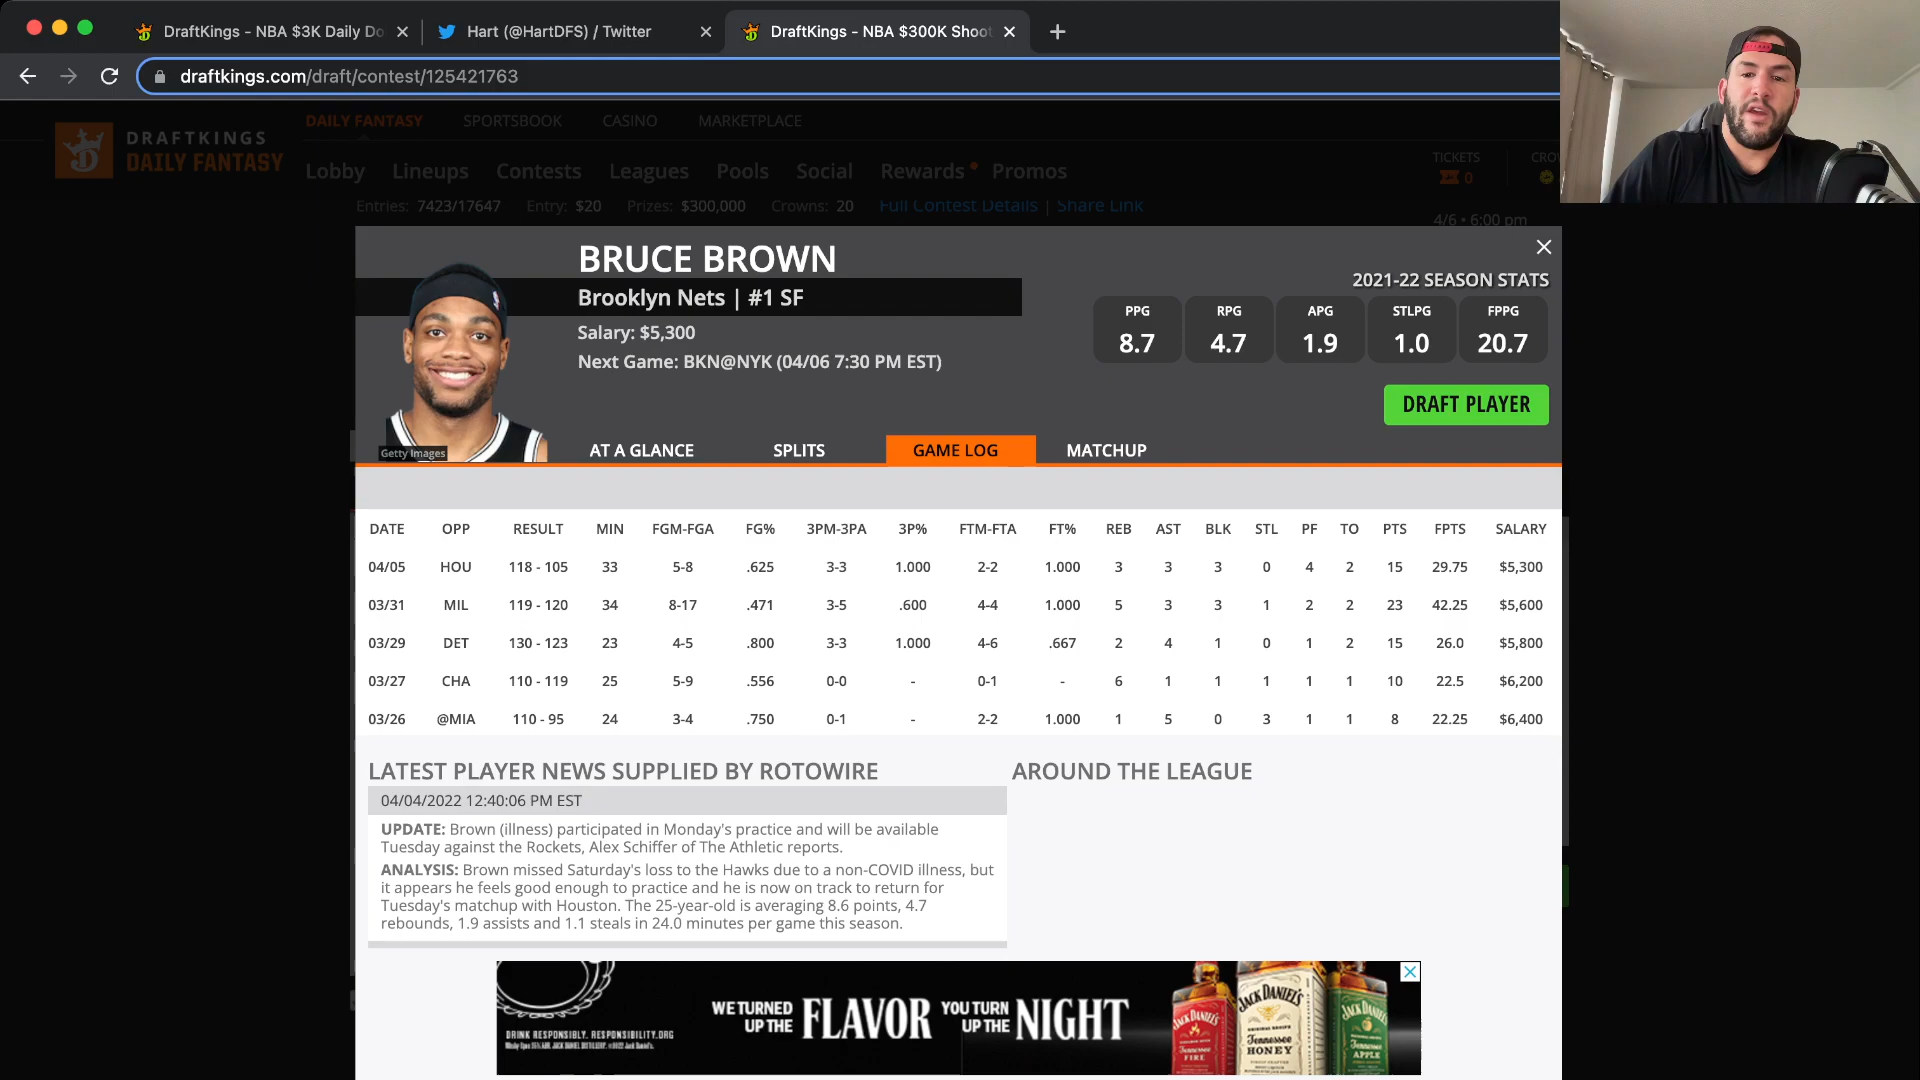 DraftKings - NBA $3K Daily Do
Hart (@HartDFS) / Twitter
DraftKings - NBA $300K Shoot
draftkings.com/draft/contest/125421763
DRAFTKINGS
DAILY FANTASY
DAILY FANTASY SPORTSBOOK CASINO MARKETPLACE
Lobby Lineups Contests Leagues Pools Social Rewards Promos
TICKETS
0
Entries: 7423/17647 Entry: $20 Prizes: $300,000 Crowns: 20 Full Contest Details | Share Link
4/6 • 6:00 pm
BRUCE BROWN
Brooklyn Nets | #1 SF
Salary: $5,300
Next Game: BKN@NYK (04/06 7:30 PM EST)
Getty Images
2021-22 SEASON STATS
PPG RPG APG STLPG FPPG
8.7 4.7 1.9 1.0 20.7
DRAFT PLAYER
AT A GLANCE SPLITS GAME LOG MATCHUP
DATE OPP RESULT MIN FGM-FGA FG% 3PM-3PA 3P% FTM-FTA FT% REB AST BLK STL PF TO PTS FPTS SALARY
04/05 HOU 118 - 105 33 5-8 .625 3-3 1.000 2-2 1.000 3 3 3 0 4 2 15 29.75 $5,300
03/31 MIL 119 - 120 34 8-17 .471 3-5 .600 4-4 1.000 5 3 3 1 2 2 23 42.25 $5,600
03/29 DET 130 - 123 23 4-5 .800 3-3 1.000 4-6 .667 2 4 1 0 1 2 15 26.0 $5,800
03/27 CHA 110 - 119 25 5-9 .556 0-0 - 0-1 - 6 1 1 1 1 1 10 22.5 $6,200
03/26 @MIA 110 - 95 24 3-4 .750 0-1 - 2-2 1.000 1 5 0 3 1 1 8 22.25 $6,400
LATEST PLAYER NEWS SUPPLIED BY ROTOWIRE
AROUND THE LEAGUE
04/04/2022 12:40:06 PM EST
UPDATE: Brown (illness) participated in Monday's practice and will be available
Tuesday against the Rockets, Alex Schiffer of The Athletic reports.
ANALYSIS: Brown missed Saturday's loss to the Hawks due to a non-COVID illness, but
it appears he feels good enough to practice and he is now on track to return for
Tuesday's matchup with Houston. The 25-year-old is averaging 8.6 points, 4.7
rebounds, 1.9 assists and 1.1 steals in 24.0 minutes per game this season.
WE TURNED UP THE FLAVOR YOU TURN UP THE NIGHT
DRINK RESPONSIBLY. RESPONSIBILITY.ORG
JACK DANIEL'S
Tennessee
FIRE
JACK DANIEL'S
Tennessee
HONEY
JACK DANIEL'S
Tennessee
APPLE